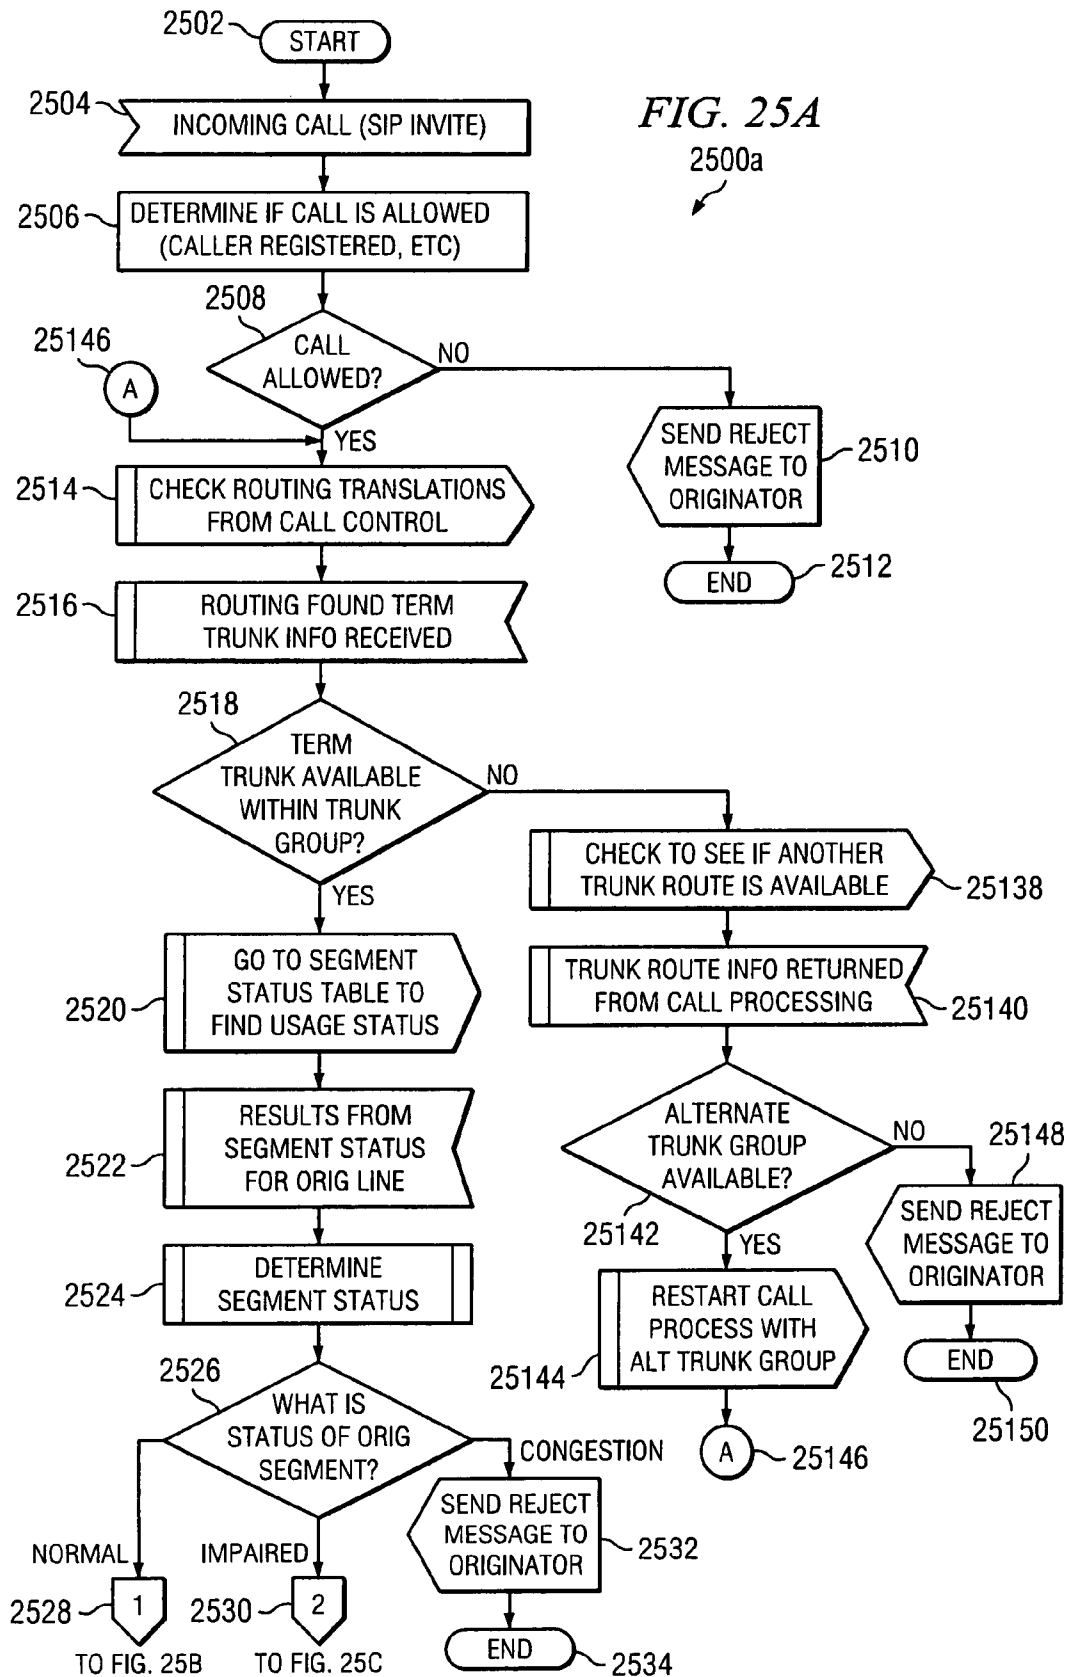 2502
START
2504
INCOMING CALL (SIP INVITE)
FIG. 25A
2500a
2506
DETERMINE IF CALL IS ALLOWED
(CALLER REGISTERED, ETC)
2508
CALL
ALLOWED?
NO
YES
25146
A
SEND REJECT
MESSAGE TO
ORIGINATOR
2510
END
2512
2514
CHECK ROUTING TRANSLATIONS
FROM CALL CONTROL
2516
ROUTING FOUND TERM
TRUNK INFO RECEIVED
2518
TERM
TRUNK AVAILABLE
WITHIN TRUNK
GROUP?
NO
YES
CHECK TO SEE IF ANOTHER
TRUNK ROUTE IS AVAILABLE
25138
2520
GO TO SEGMENT
STATUS TABLE TO
FIND USAGE STATUS
TRUNK ROUTE INFO RETURNED
FROM CALL PROCESSING
25140
2522
RESULTS FROM
SEGMENT STATUS
FOR ORIG LINE
ALTERNATE
TRUNK GROUP
AVAILABLE?
25142
NO
YES
25148
SEND REJECT
MESSAGE TO
ORIGINATOR
END
25150
2524
DETERMINE
SEGMENT STATUS
RESTART CALL
PROCESS WITH
ALT TRUNK GROUP
25144
A
25146
2526
WHAT IS
STATUS OF ORIG
SEGMENT?
CONGESTION
NORMAL
IMPAIRED
SEND REJECT
MESSAGE TO
ORIGINATOR
2532
2528
1
2530
2
END
2534
TO FIG. 25B
TO FIG. 25C